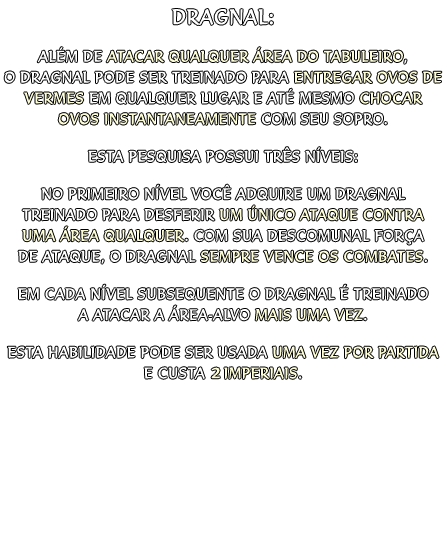 DRAGNAL:
ALÉM DE ATACAR QUALQUER ÁREA DO TABULEIRO,
O DRAGNAL PODE SER TREINADO PARA ENTREGAR OVOS DE
VERMES EM QUALQUER LUGAR E ATÉ MESMO CHOCAR
OVOS INSTANTANEAMENTE COM SEU SOPRO.
ESTA PESQUISA POSSUI TRÊS NÍVEIS:
NO PRIMEIRO NÍVEL VOCÊ ADQUIRE UM DRAGNAL
TREINADO PARA DESFERIR UM ÚNICO ATAQUE CONTRA
UMA ÁREA QUALQUER. COM SUA DESCOMUNAL FORÇA
DE ATAQUE, O DRAGNAL SEMPRE VENCE OS COMBATES.
EM CADA NÍVEL SUBSEQUENTE O DRAGNAL É TREINADO
A ATACAR A ÁREA-ALVO MAIS UMA VEZ.
ESTA HABILIDADE PODE SER USADA UMA VEZ POR PARTIDA
E CUSTA 2 IMPERIAIS.